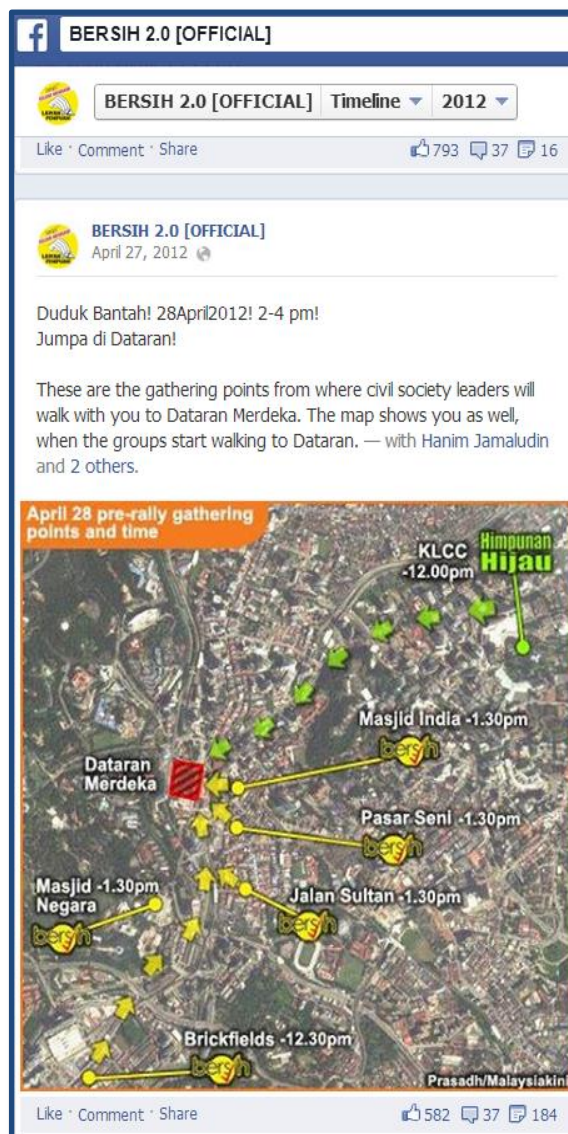 BERSIH 2.0 [OFFICIAL]
BERSIH 2.0 [OFFICIAL] Timeline 2012
Like · Comment · Share 793 37 16
BERSIH 2.0 [OFFICIAL]
April 27, 2012
Duduk Bantah! 28April2012! 2-4 pm!
Jumpa di Dataran!
These are the gathering points from where civil society leaders will
walk with you to Dataran Merdeka. The map shows you as well,
when the groups start walking to Dataran. — with Hanim Jamaludin
and 2 others.
April 28 pre-rally gathering
points and time
KLCC
-12.00pm
Himpunan
Hijau
Masjid India -1.30pm
bersih
Dataran
Merdeka
Pasar Seni -1.30pm
bersih
Masjid -1.30pm
Negara
bersih
Jalan Sultan -1.30pm
bersih
Brickfields -12.30pm
bersih
Prasadh/Malaysiakini
Like · Comment · Share 582 37 184